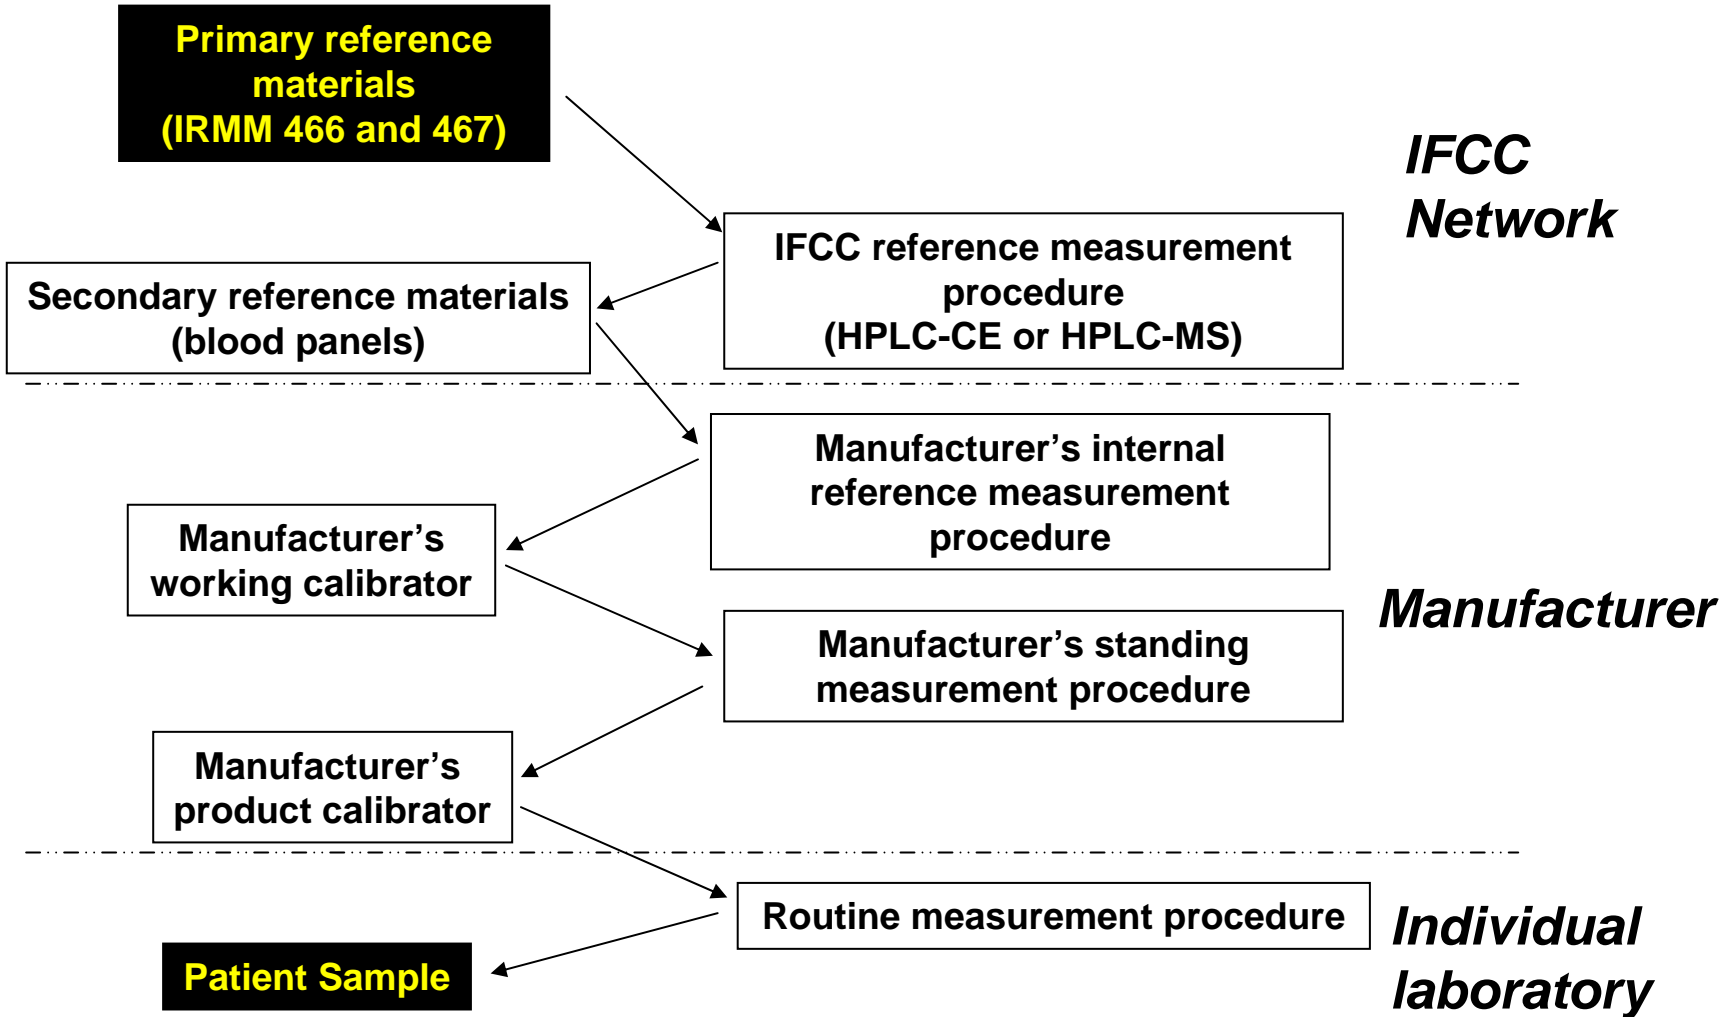 Primary reference
materials
(IRMM 466 and 467)
IFCC
Network
IFCC reference measurement
procedure
(HPLC-CE or HPLC-MS)
Secondary reference materials
(blood panels)
Manufacturer’s internal
reference measurement
procedure
Manufacturer’s
working calibrator
Manufacturer
Manufacturer’s standing
measurement procedure
Manufacturer’s
product calibrator
Routine measurement procedure
Individual
laboratory
Patient Sample